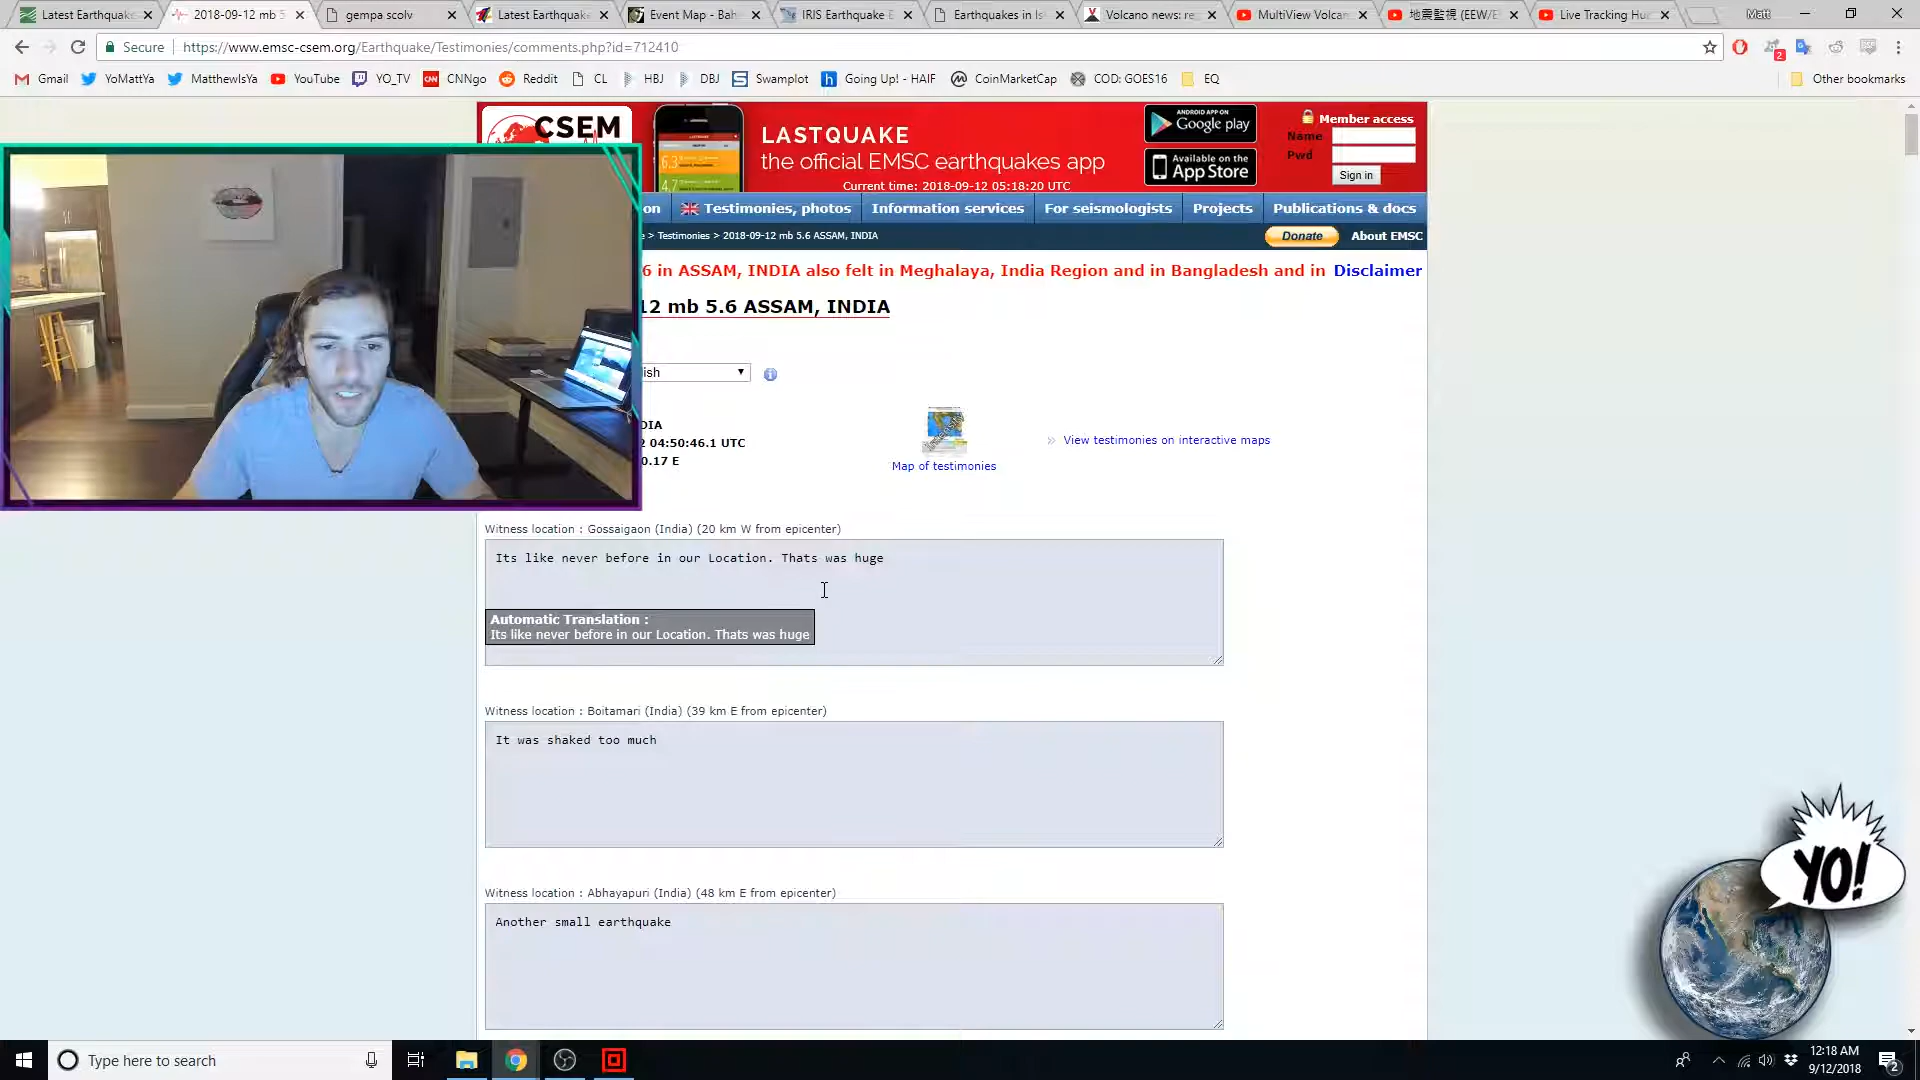 Latest Earthquake
2018-09-12 mb 5
gempa scolv
Latest Earthquake
Event Map - Bah
IRIS Earthquake E
Earthquakes in Is
Volcano news: re
MultiView Volcan
地震監視 (EEW/E
Live Tracking Hu
Matt
Secure
https://www.emsc-csem.org/Earthquake/Testimonies/comments.php?id=712410
Gmail
YoMattYa
MatthewIsYa
YouTube
YO_TV
CNNgo
Reddit
CL
HBJ
DBJ
Swamplot
Going Up! - HAIF
CoinMarketCap
COD: GOES16
EQ
Other bookmarks
CSEM
LASTQUAKE
the official EMSC earthquakes app
Current time: 2018-09-12 05:18:20 UTC
ANDROID APP ON
Google play
Available on the
App Store
Member access
Name
Pwd
Sign in
on
Testimonies, photos
Information services
For seismologists
Projects
Publications & docs
> Testimonies > 2018-09-12 mb 5.6 ASSAM, INDIA
Donate
About EMSC
6 in ASSAM, INDIA also felt in Meghalaya, India Region and in Bangladesh and in
Disclaimer
12 mb 5.6 ASSAM, INDIA
ish
DIA
2 04:50:46.1 UTC
0.17 E
Map of testimonies
View testimonies on interactive maps
Witness location : Gossaigaon (India) (20 km W from epicenter)
Its like never before in our Location. Thats was huge
Automatic Translation :
Its like never before in our Location. Thats was huge
Witness location : Boitamari (India) (39 km E from epicenter)
It was shaked too much
Witness location : Abhayapuri (India) (48 km E from epicenter)
Another small earthquake
YO!
Type here to search
12:18 AM
9/12/2018
2